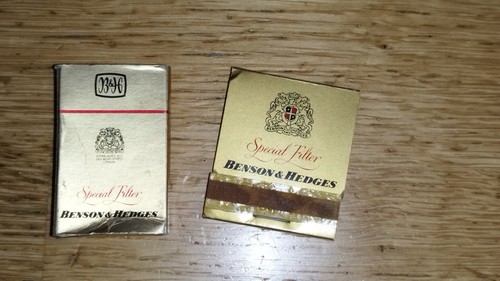 B&H
Special Filter
BENSON & HEDGES
Special Filter
BENSON & HEDGES